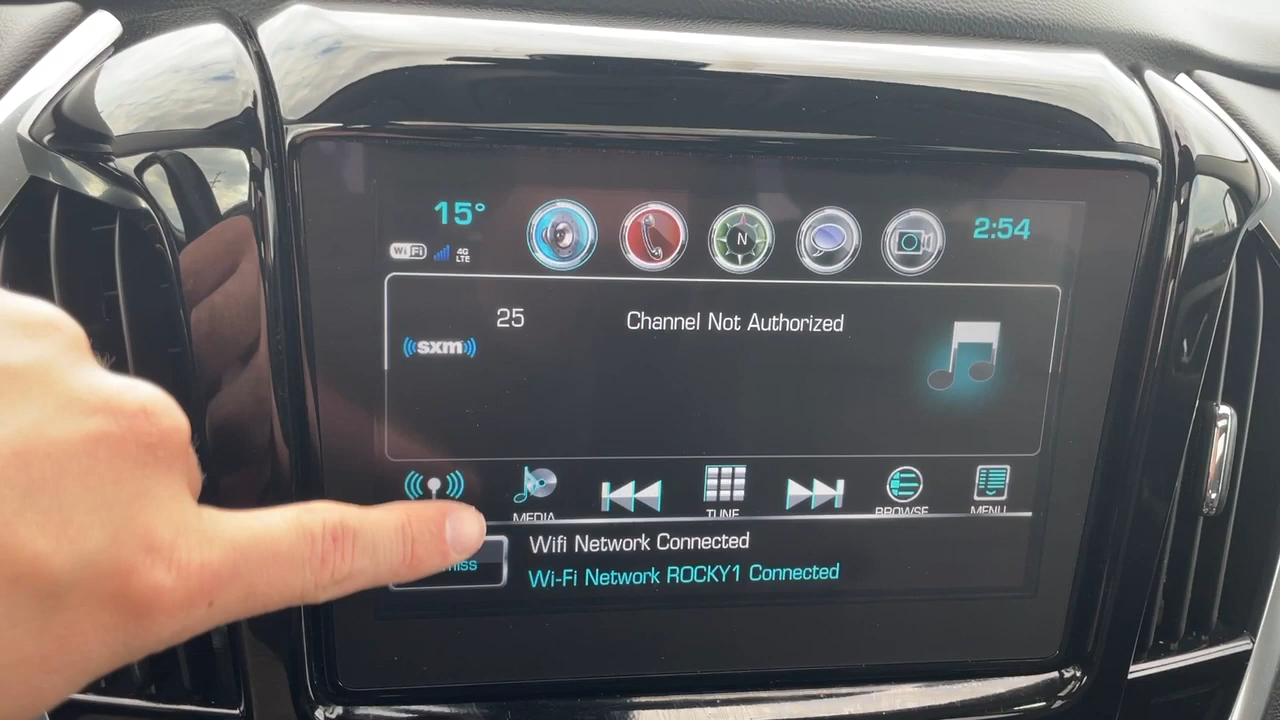 15°
2:54
WiFi
4G
LTE
N
25
Channel Not Authorized
sxm
MEDIA
TUNE
BROWSE
MENU
Wifi Network Connected
Wi-Fi Network ROCKY1 Connected